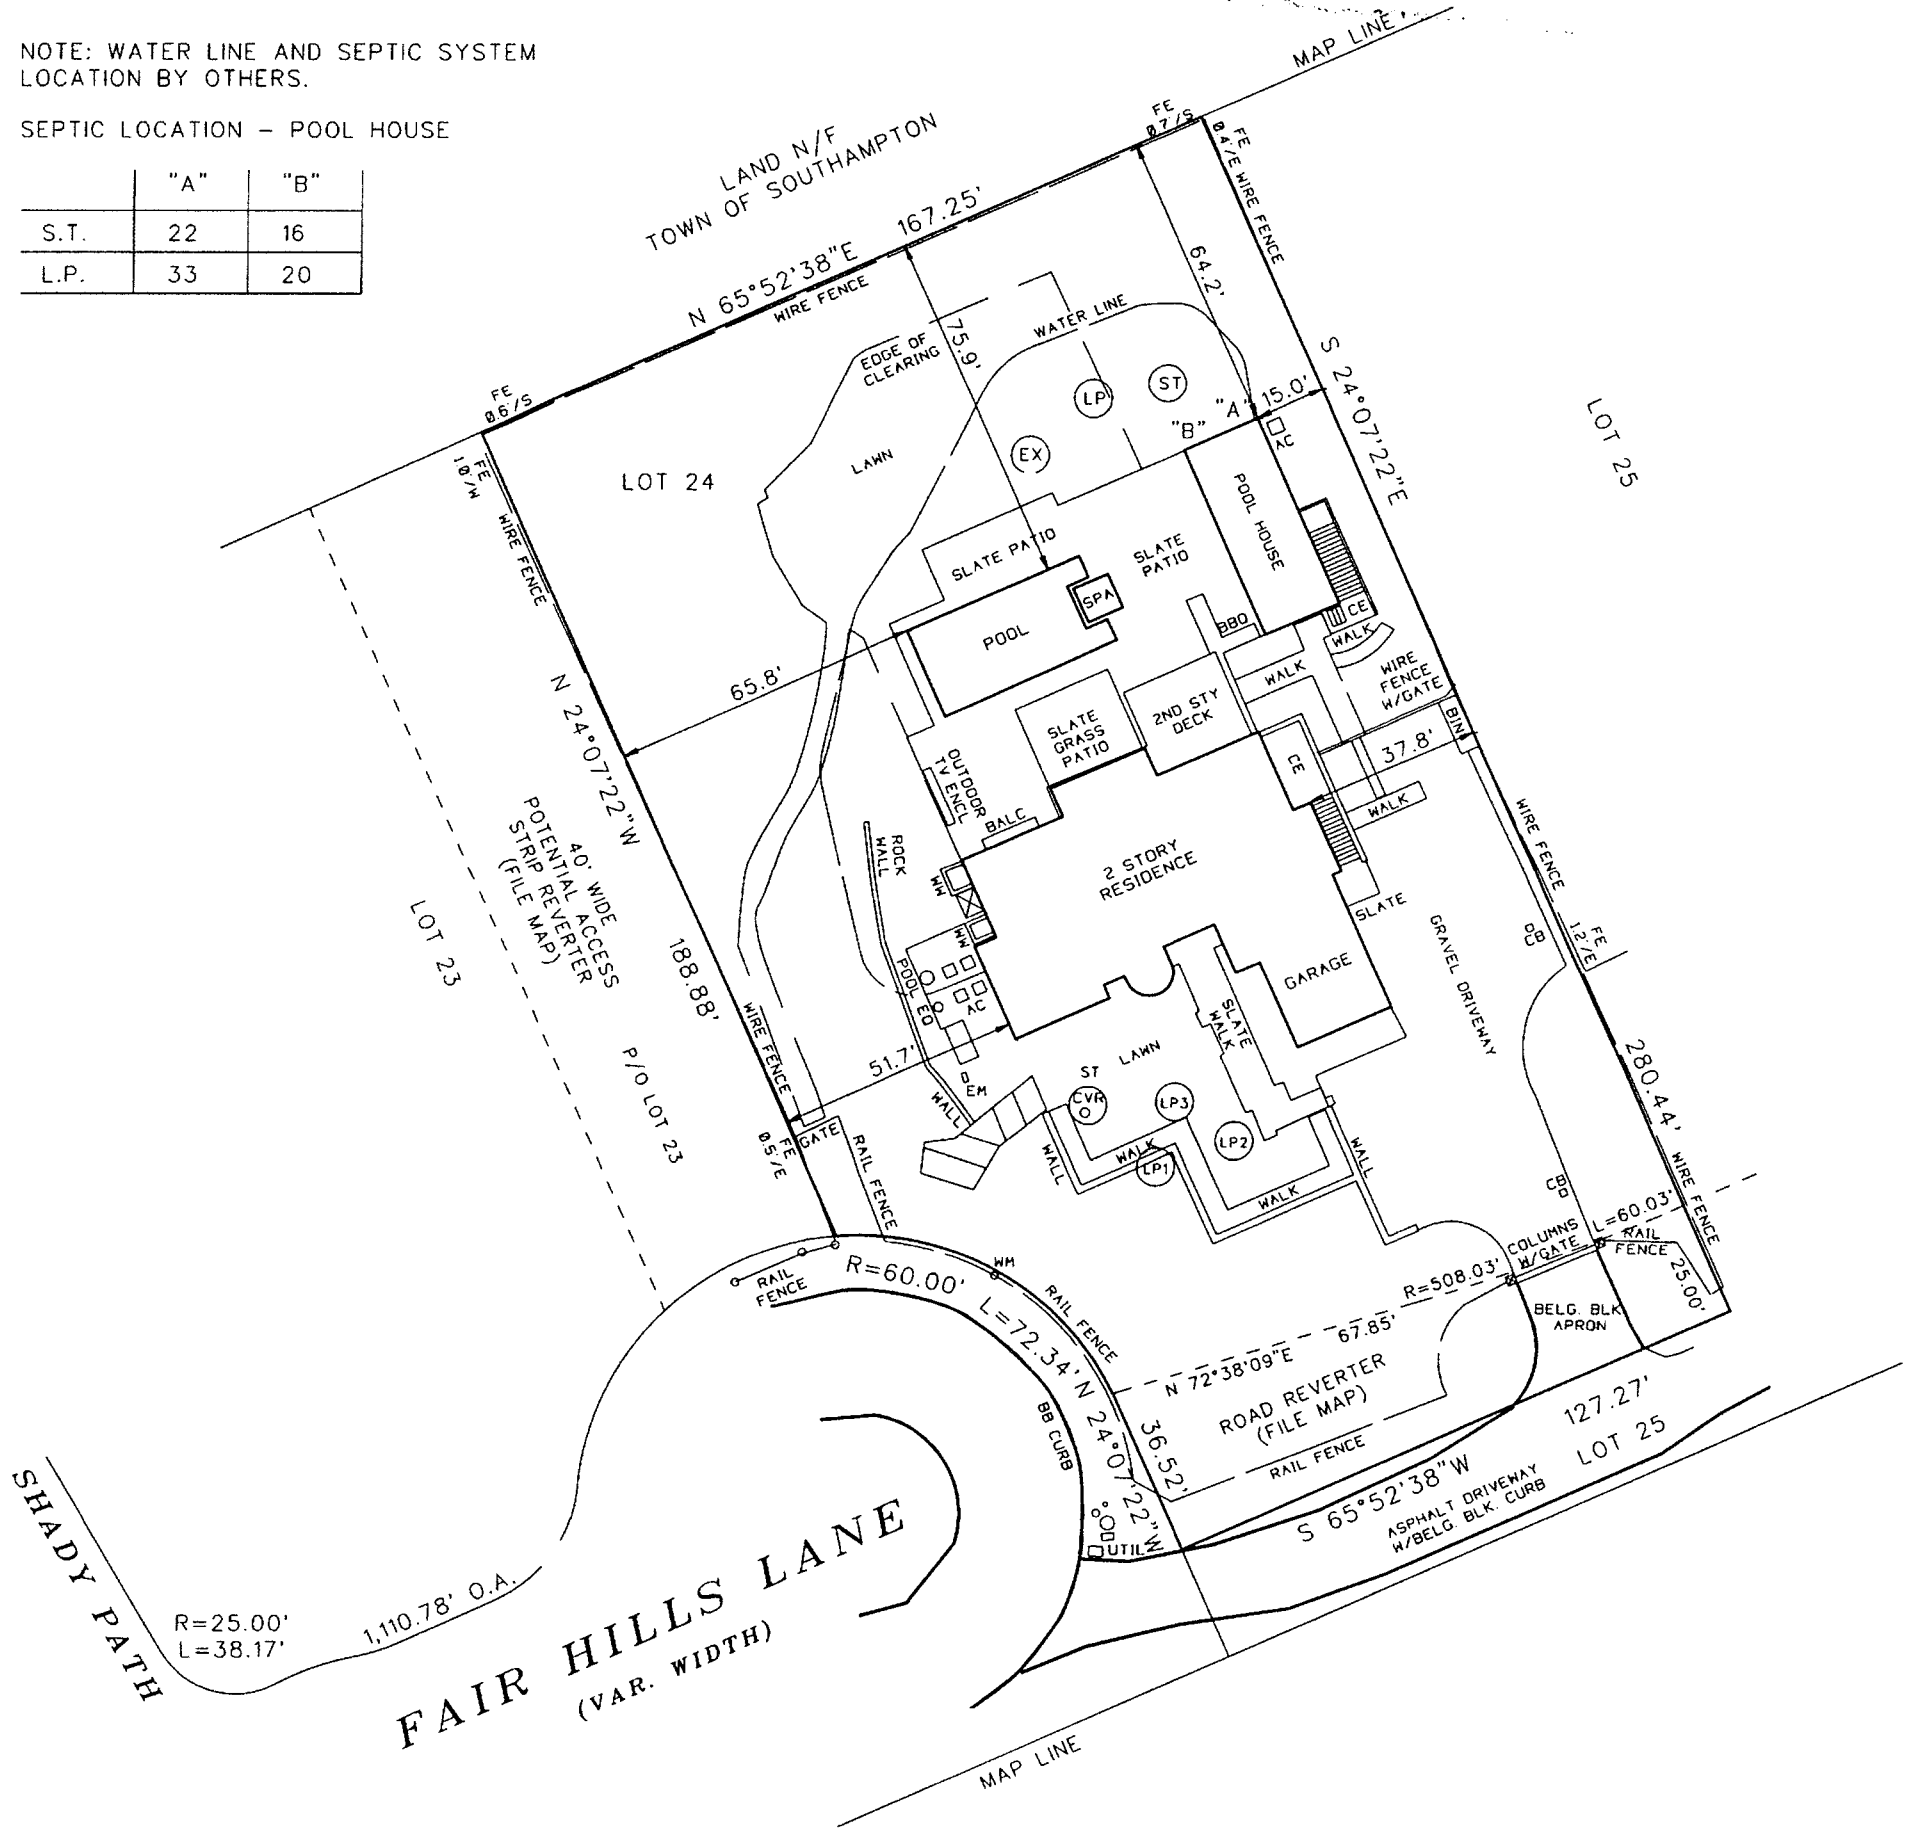 NOTE: WATER LINE AND SEPTIC SYSTEM
LOCATION BY OTHERS.
SEPTIC LOCATION – POOL HOUSE
"A" "B"
S.T. 22 16
L.P. 33 20
MAP LINE
LAND N/F
TOWN OF SOUTHAMPTON
FE
0.7'/S
FE
0.4'/E
WIRE FENCE
N 65°52'38"E
167.25'
WIRE FENCE
64.2'
75.9'
EDGE OF
CLEARING
WATER LINE
LP
ST
EX
"A"
"B"
15.0'
AC
S 24°07'22"E
LOT 25
FE
0.6'/S
FE
1.0'/W
WIRE FENCE
LOT 24
LAWN
SLATE PATIO
SLATE
PATIO
POOL HOUSE
SPA
POOL
BBQ
CE
WALK
WALK
WIRE
FENCE
W/GATE
BIN
65.8'
N 24°07'22"W
188.88'
2ND STY
DECK
SLATE
GRASS
PATIO
CE
37.8'
WALK
OUTDOOR
TV ENCL
BALC
ROCK
WALL
WW
WW
2 STORY
RESIDENCE
SLATE
WIRE FENCE
GRAVEL DRIVEWAY
CB
FE
1.2'/E
40' WIDE
POTENTIAL ACCESS
STRIP REVERTER
(FILE MAP)
LOT 23
P/O LOT 23
POOL EQ
AC
GARAGE
SLATE
WALK
LAWN
51.7'
WIRE FENCE
EM
WALL
ST
CVR
LP3
LP2
LP1
WALK
WALK
WALL
WALL
280.44'
WIRE FENCE
CB
FE
0.5'/E
GATE
RAIL FENCE
RAIL
FENCE
WM
RAIL FENCE
R=60.00'
L=72.34'
COLUMNS
W/GATE
L=60.03'
RAIL
FENCE
25.00'
R=508.03'
BELG. BLK
APRON
67.85'
N 72°38'09"E
ROAD REVERTER
(FILE MAP)
RAIL FENCE
N 24°07'22"W
36.52'
BB CURB
UTIL
127.27'
S 65°52'38"W
LOT 25
ASPHALT DRIVEWAY
W/BELG. BLK. CURB
SHADY PATH
R=25.00'
L=38.17'
1,110.78' O.A.
FAIR HILLS LANE
(VAR. WIDTH)
MAP LINE